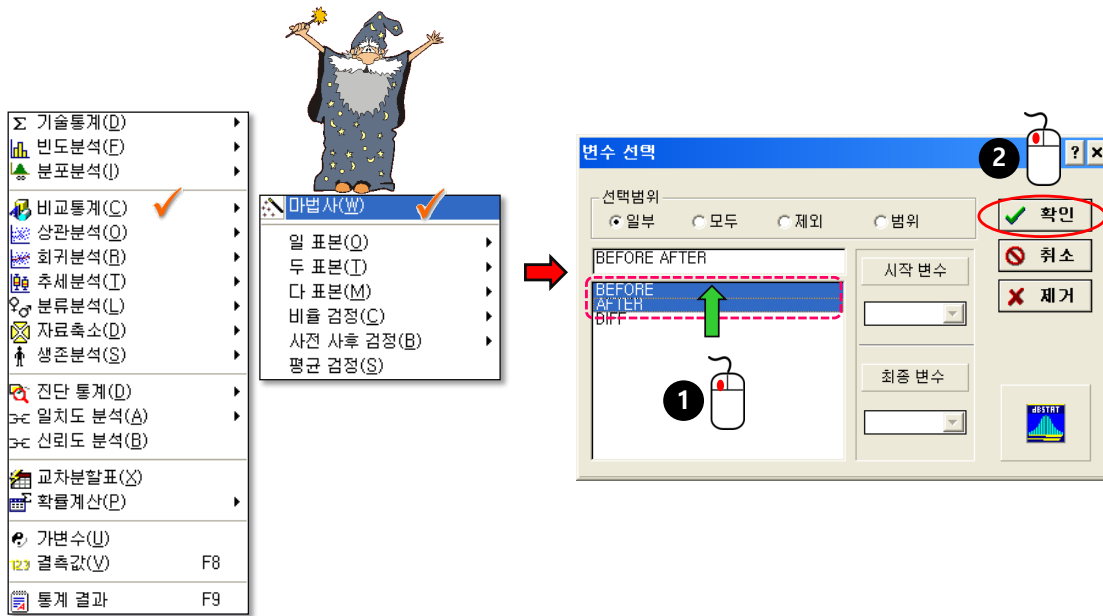 Σ 기술통계(D)
빈도분석(F)
분포분석(I)
비교통계(C)
상관분석(O)
회귀분석(R)
추세분석(T)
분류분석(L)
자료축소(D)
생존분석(S)
진단 통계(D)
일치도 분석(A)
신뢰도 분석(B)
교차분할표(X)
확률계산(P)
가변수(U)
123 결측값(V) F8
통계 결과 F9
마법사(W)
일 표본(O)
두 표본(T)
다 표본(M)
비율 검정(C)
사전 사후 검정(B)
평균 검정(S)
변수 선택
2
?
선택범위
일부 모두 제외 범위
확인
취소
제거
BEFORE AFTER
BEFORE
AFTER
DIFF
1
시작 변수
최종 변수
dBSTAT